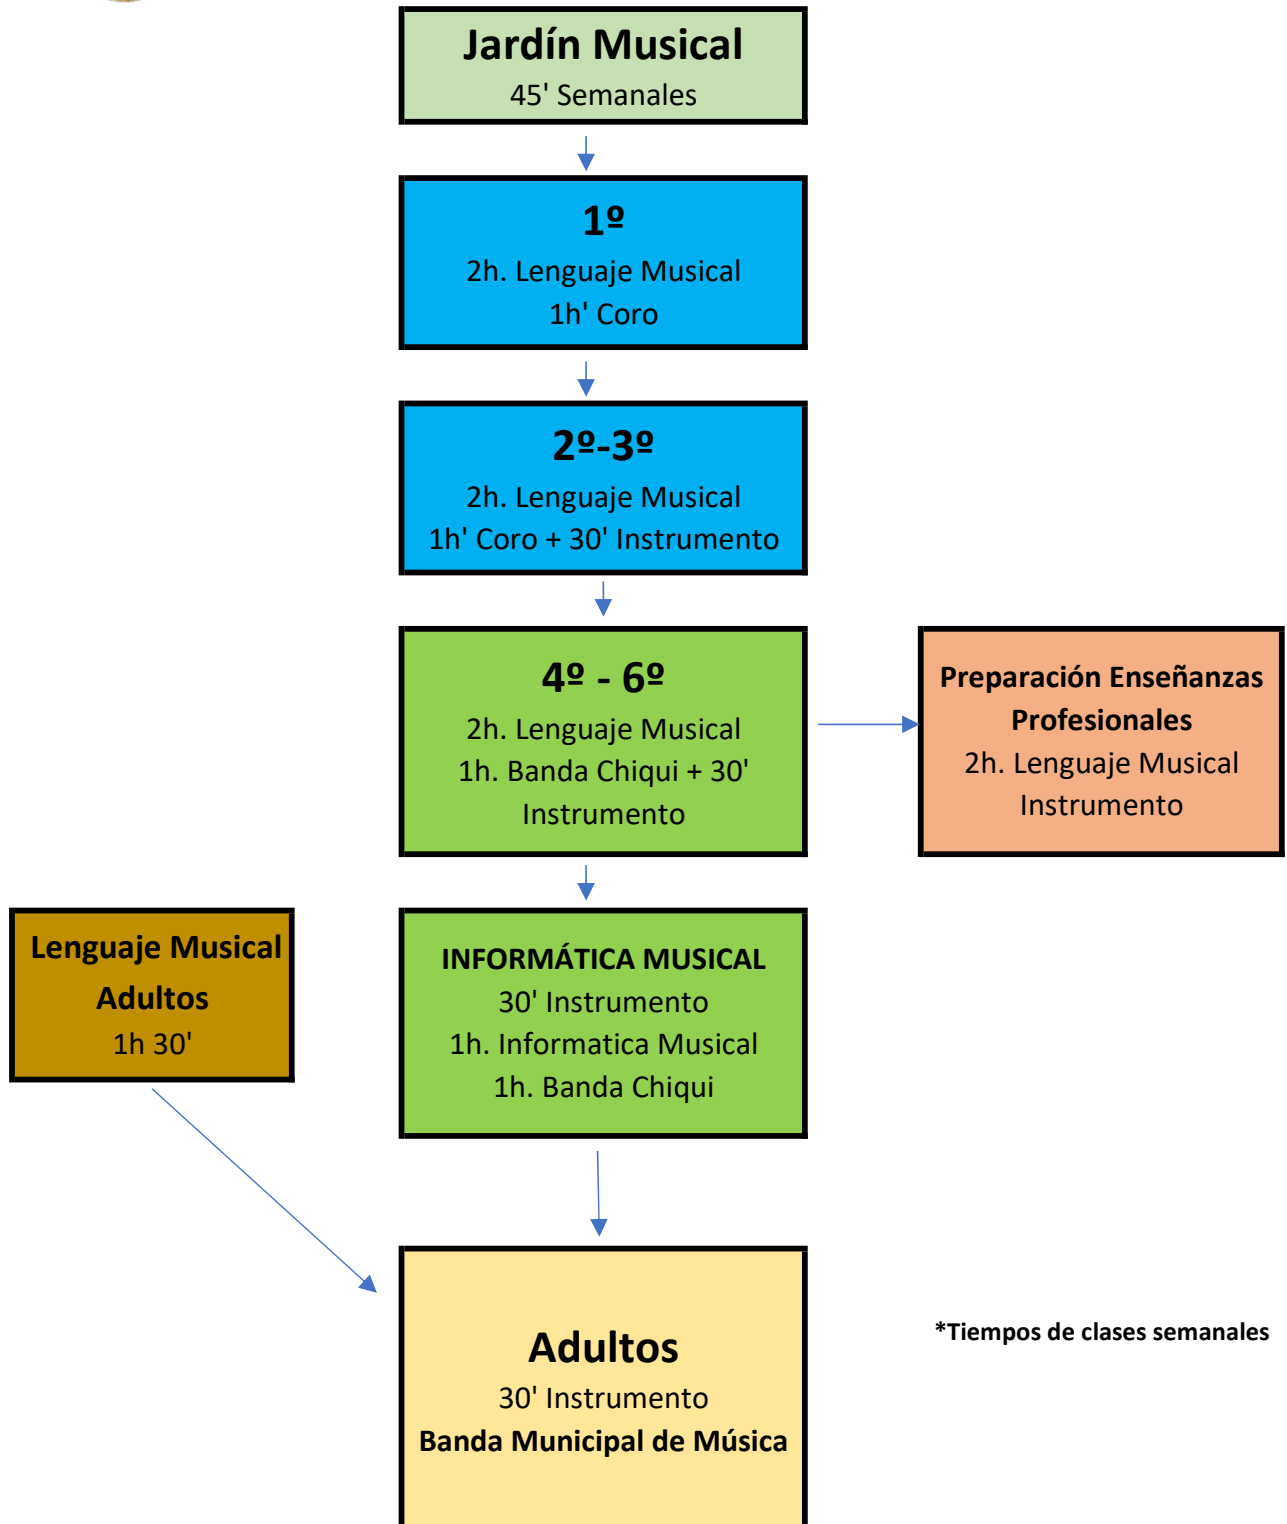 Jardín Musical
45' Semanales
1º
2h. Lenguaje Musical
1h' Coro
2º-3º
2h. Lenguaje Musical
1h' Coro + 30' Instrumento
4º - 6º
2h. Lenguaje Musical
1h. Banda Chiqui + 30'
Instrumento
Preparación Enseñanzas
Profesionales
2h. Lenguaje Musical
Instrumento
Lenguaje Musical
Adultos
1h 30'
INFORMÁTICA MUSICAL
30' Instrumento
1h. Informatica Musical
1h. Banda Chiqui
Adultos
30' Instrumento
Banda Municipal de Música
*Tiempos de clases semanales